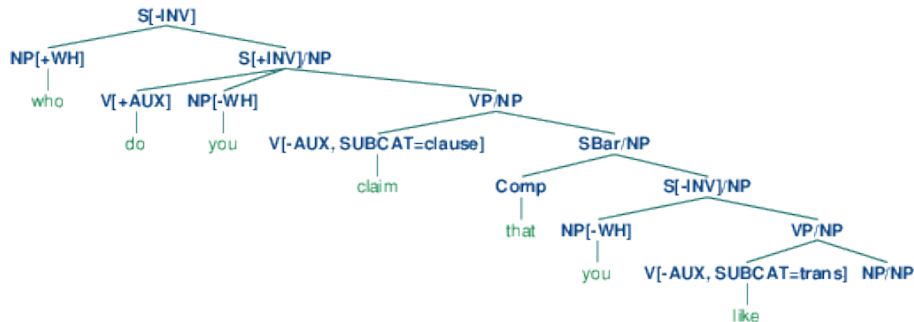 S[-INV]
NP[+WH] S[+INV]/NP
who V[+AUX] NP[-WH] VP/NP
do you V[-AUX, SUBCAT=clause] SBar/NP
claim Comp S[-INV]/NP
that NP[-WH] VP/NP
you V[-AUX, SUBCAT=trans] NP/NP
like